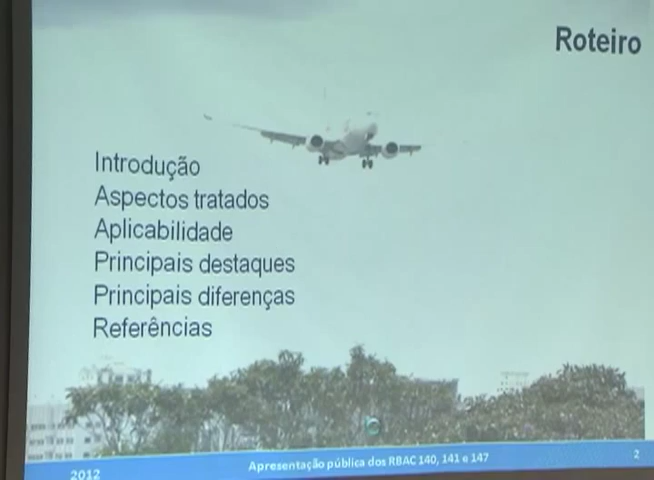 Roteiro
Introdução
Aspectos tratados
Aplicabilidade
Principais destaques
Principais diferenças
Referências
2012
Apresentação pública dos RBAC 140, 141 e 147
2